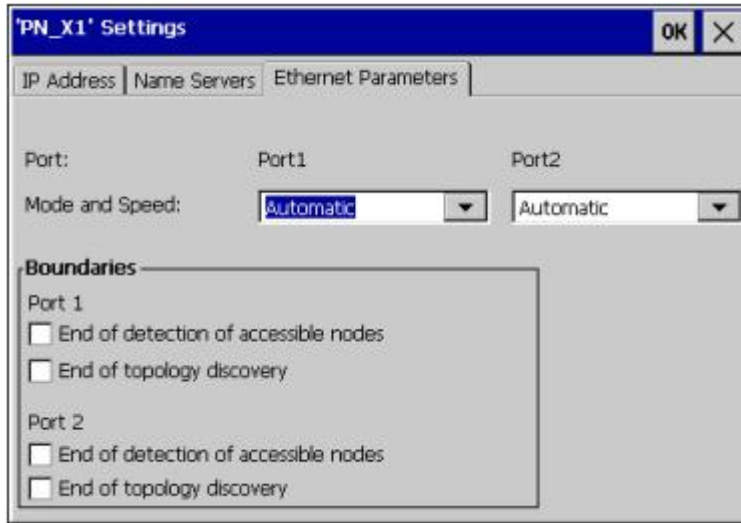 'PN_X1' Settings OK
IP Address Name Servers Ethernet Parameters
Port: Port1 Port2
Mode and Speed: Automatic Automatic
Boundaries
Port 1
End of detection of accessible nodes
End of topology discovery
Port 2
End of detection of accessible nodes
End of topology discovery